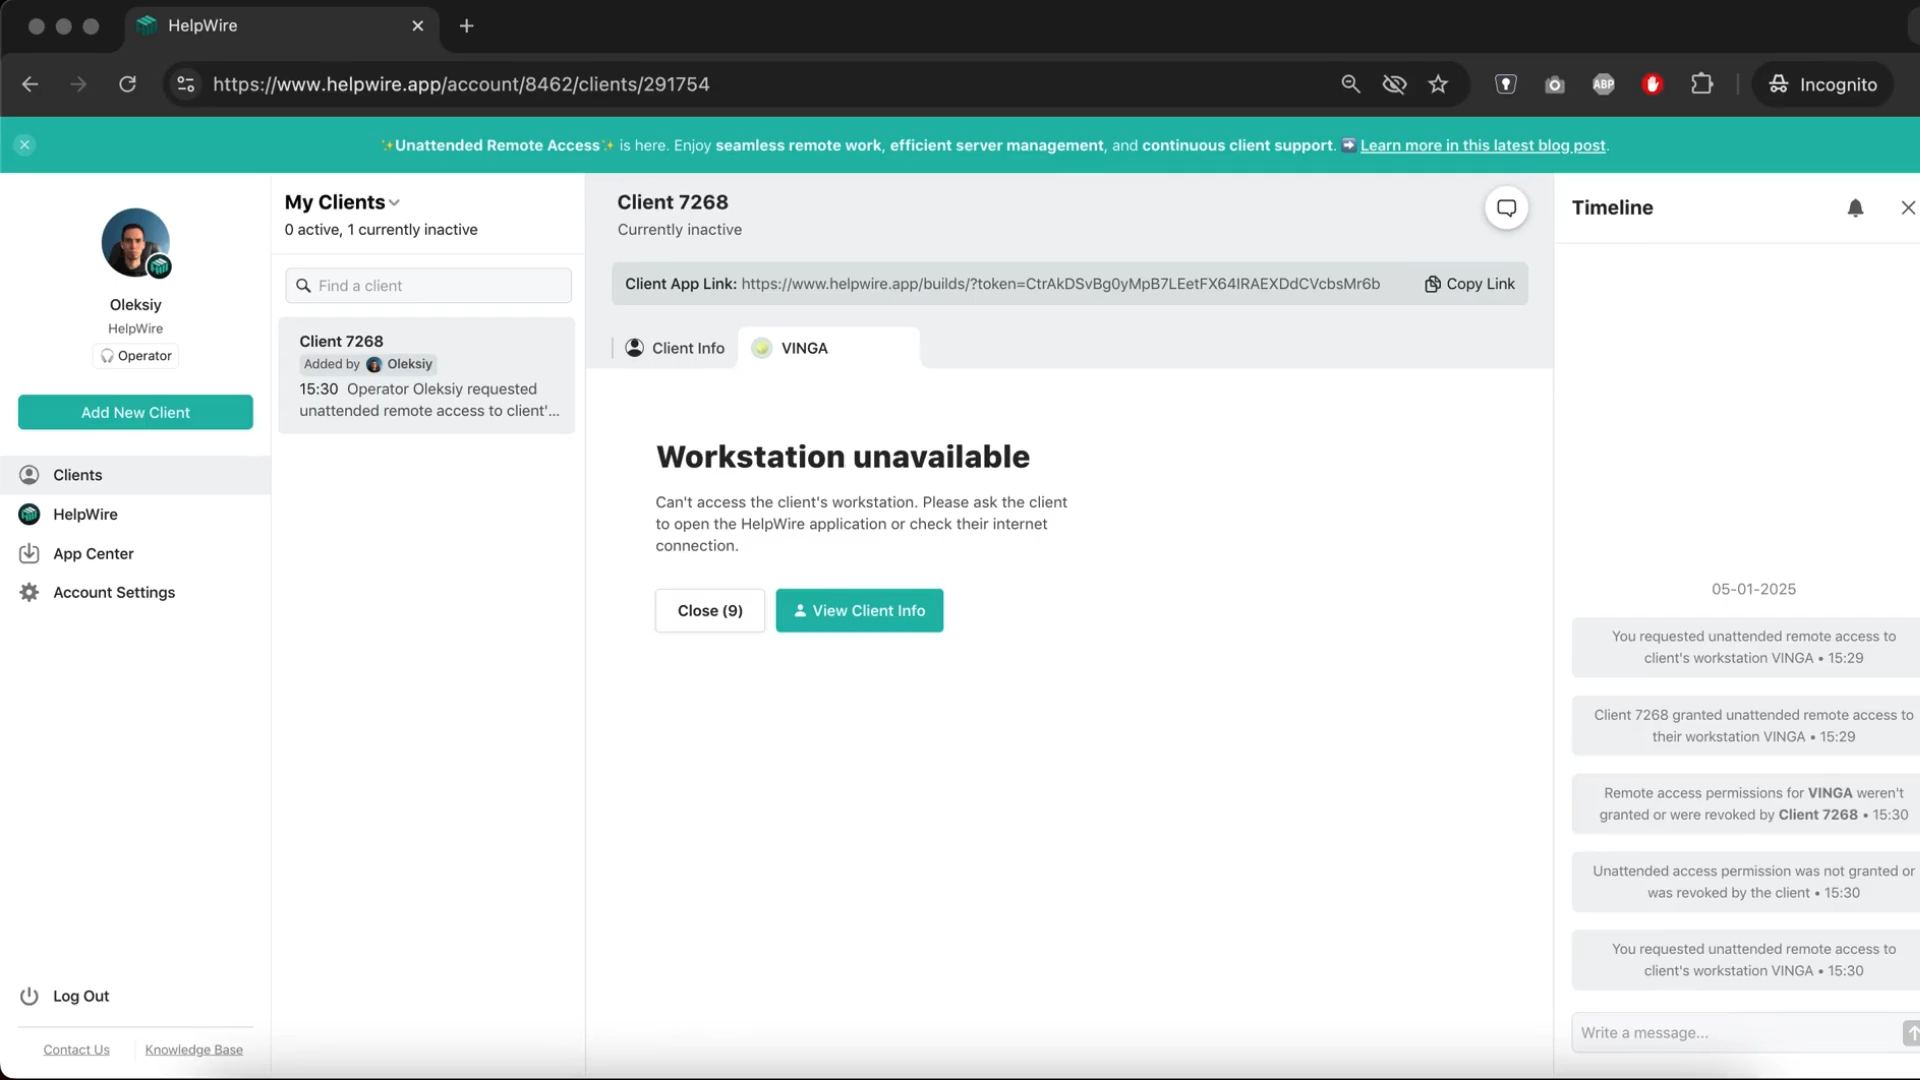 HelpWire
https://www.helpwire.app/account/8462/clients/291754
ABP
Incognito
✨Unattended Remote Access✨ is here. Enjoy seamless remote work, efficient server management, and continuous client support. ➡️ Learn more in this latest blog post.
Oleksiy
HelpWire
Operator
Add New Client
Clients
HelpWire
App Center
Account Settings
Log Out
Contact Us
Knowledge Base
My Clients
0 active, 1 currently inactive
Find a client
Client 7268
Added by Oleksiy
15:30 Operator Oleksiy requested
unattended remote access to client'...
Client 7268
Currently inactive
Client App Link: https://www.helpwire.app/builds/?token=CtrAkDSvBg0yMpB7LEetFX64IRAEXDdCVcbsMr6b
Copy Link
Client Info
VINGA
Workstation unavailable
Can't access the client's workstation. Please ask the client
to open the HelpWire application or check their internet
connection.
Close (9)
View Client Info
Timeline
05-01-2025
You requested unattended remote access to
client's workstation VINGA • 15:29
Client 7268 granted unattended remote access to
their workstation VINGA • 15:29
Remote access permissions for VINGA weren't
granted or were revoked by Client 7268 • 15:30
Unattended access permission was not granted or
was revoked by the client • 15:30
You requested unattended remote access to
client's workstation VINGA • 15:30
Write a message...